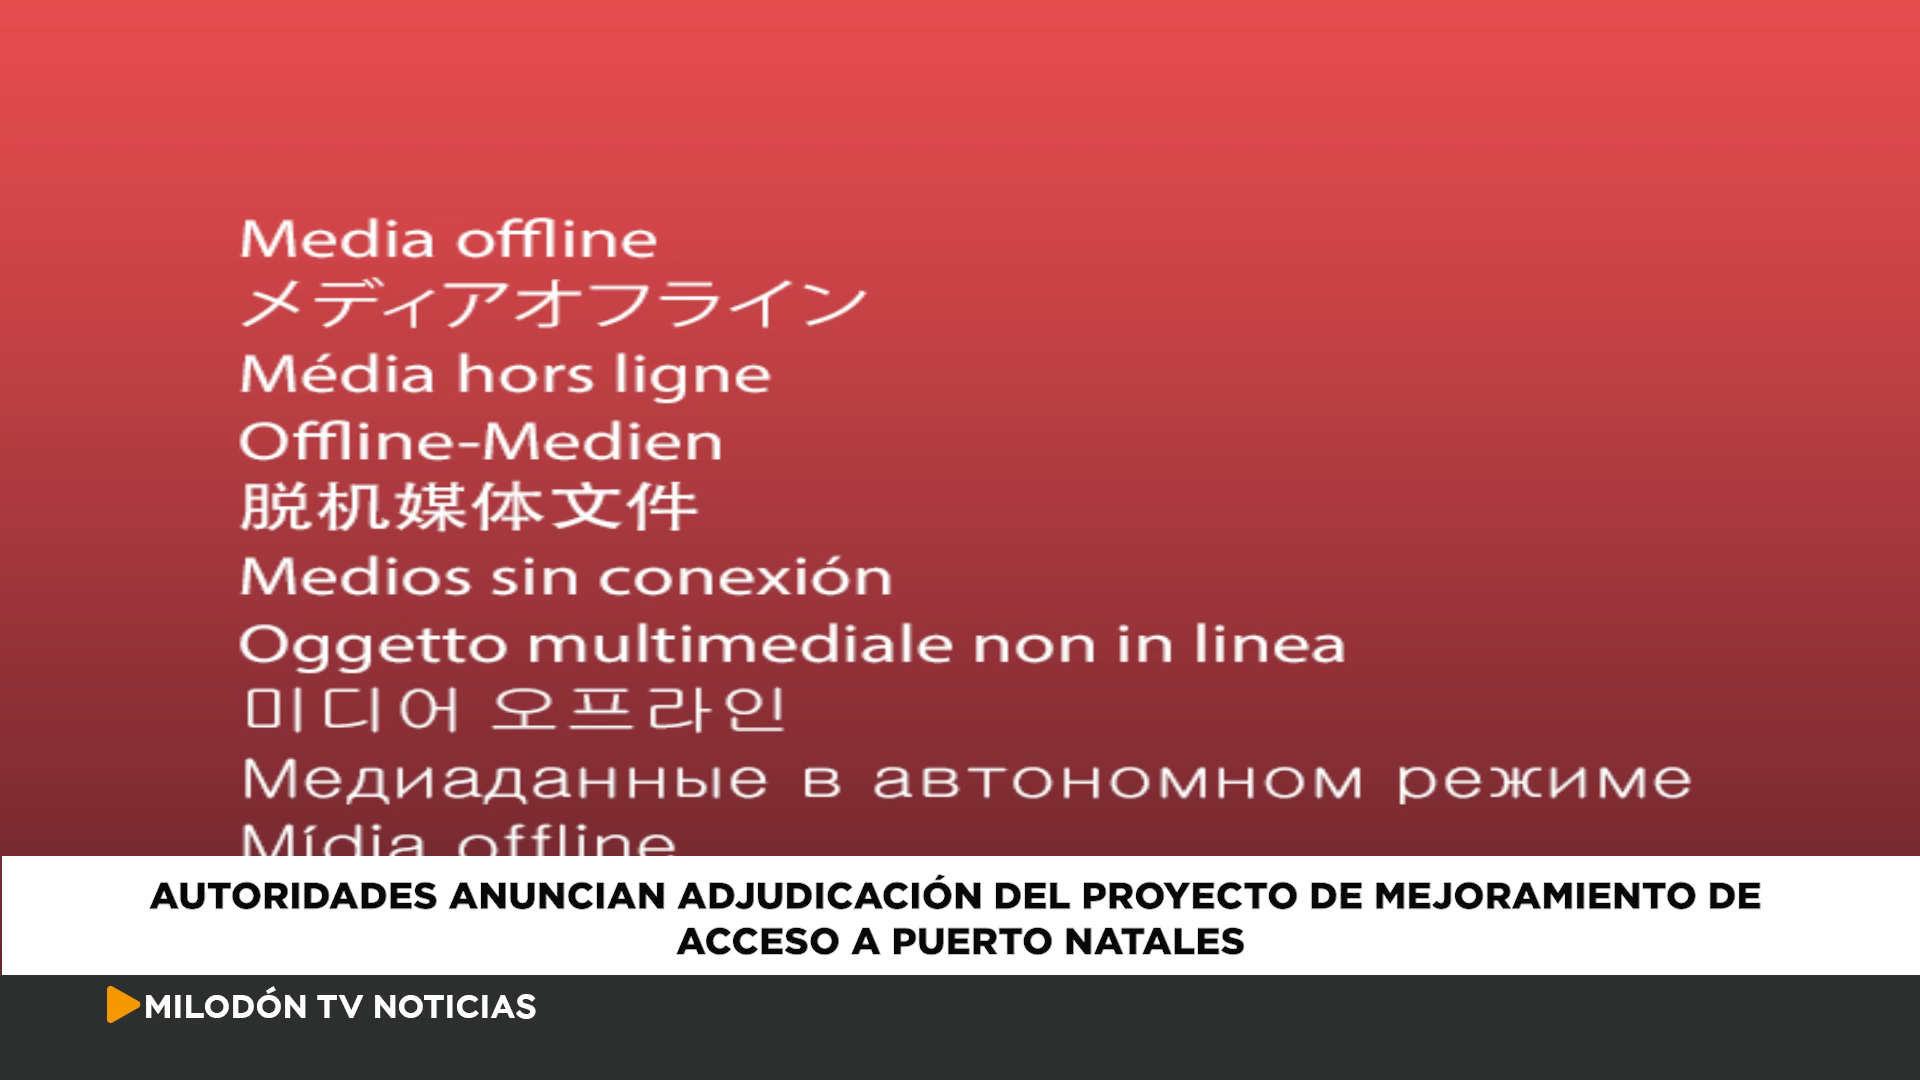 Media offline
メディアオフライン
Média hors ligne
Offline-Medien
脱机媒体文件
Medios sin conexión
Oggetto multimediale non in linea
미디어 오프라인
Медиаданные в автономном режиме
Mídia offline
AUTORIDADES ANUNCIAN ADJUDICACIÓN DEL PROYECTO DE MEJORAMIENTO DE
ACCESO A PUERTO NATALES
MILODÓN TV NOTICIAS